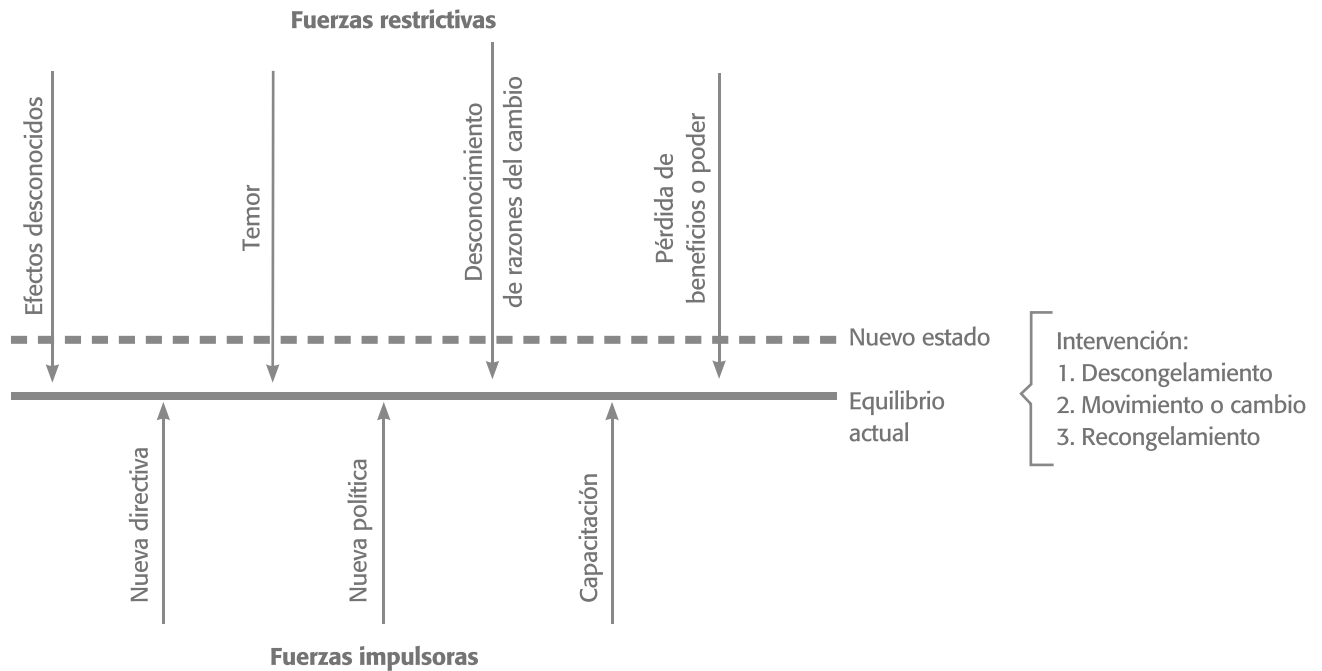 Fuerzas restrictivas
Efectos desconocidos
Temor
Desconocimiento
de razones del cambio
Pérdida de
beneficios o poder
Nuevo estado
Equilibrio
actual
Intervención:
1. Descongelamiento
2. Movimiento o cambio
3. Recongelamiento
Nueva directiva
Nueva política
Capacitación
Fuerzas impulsoras